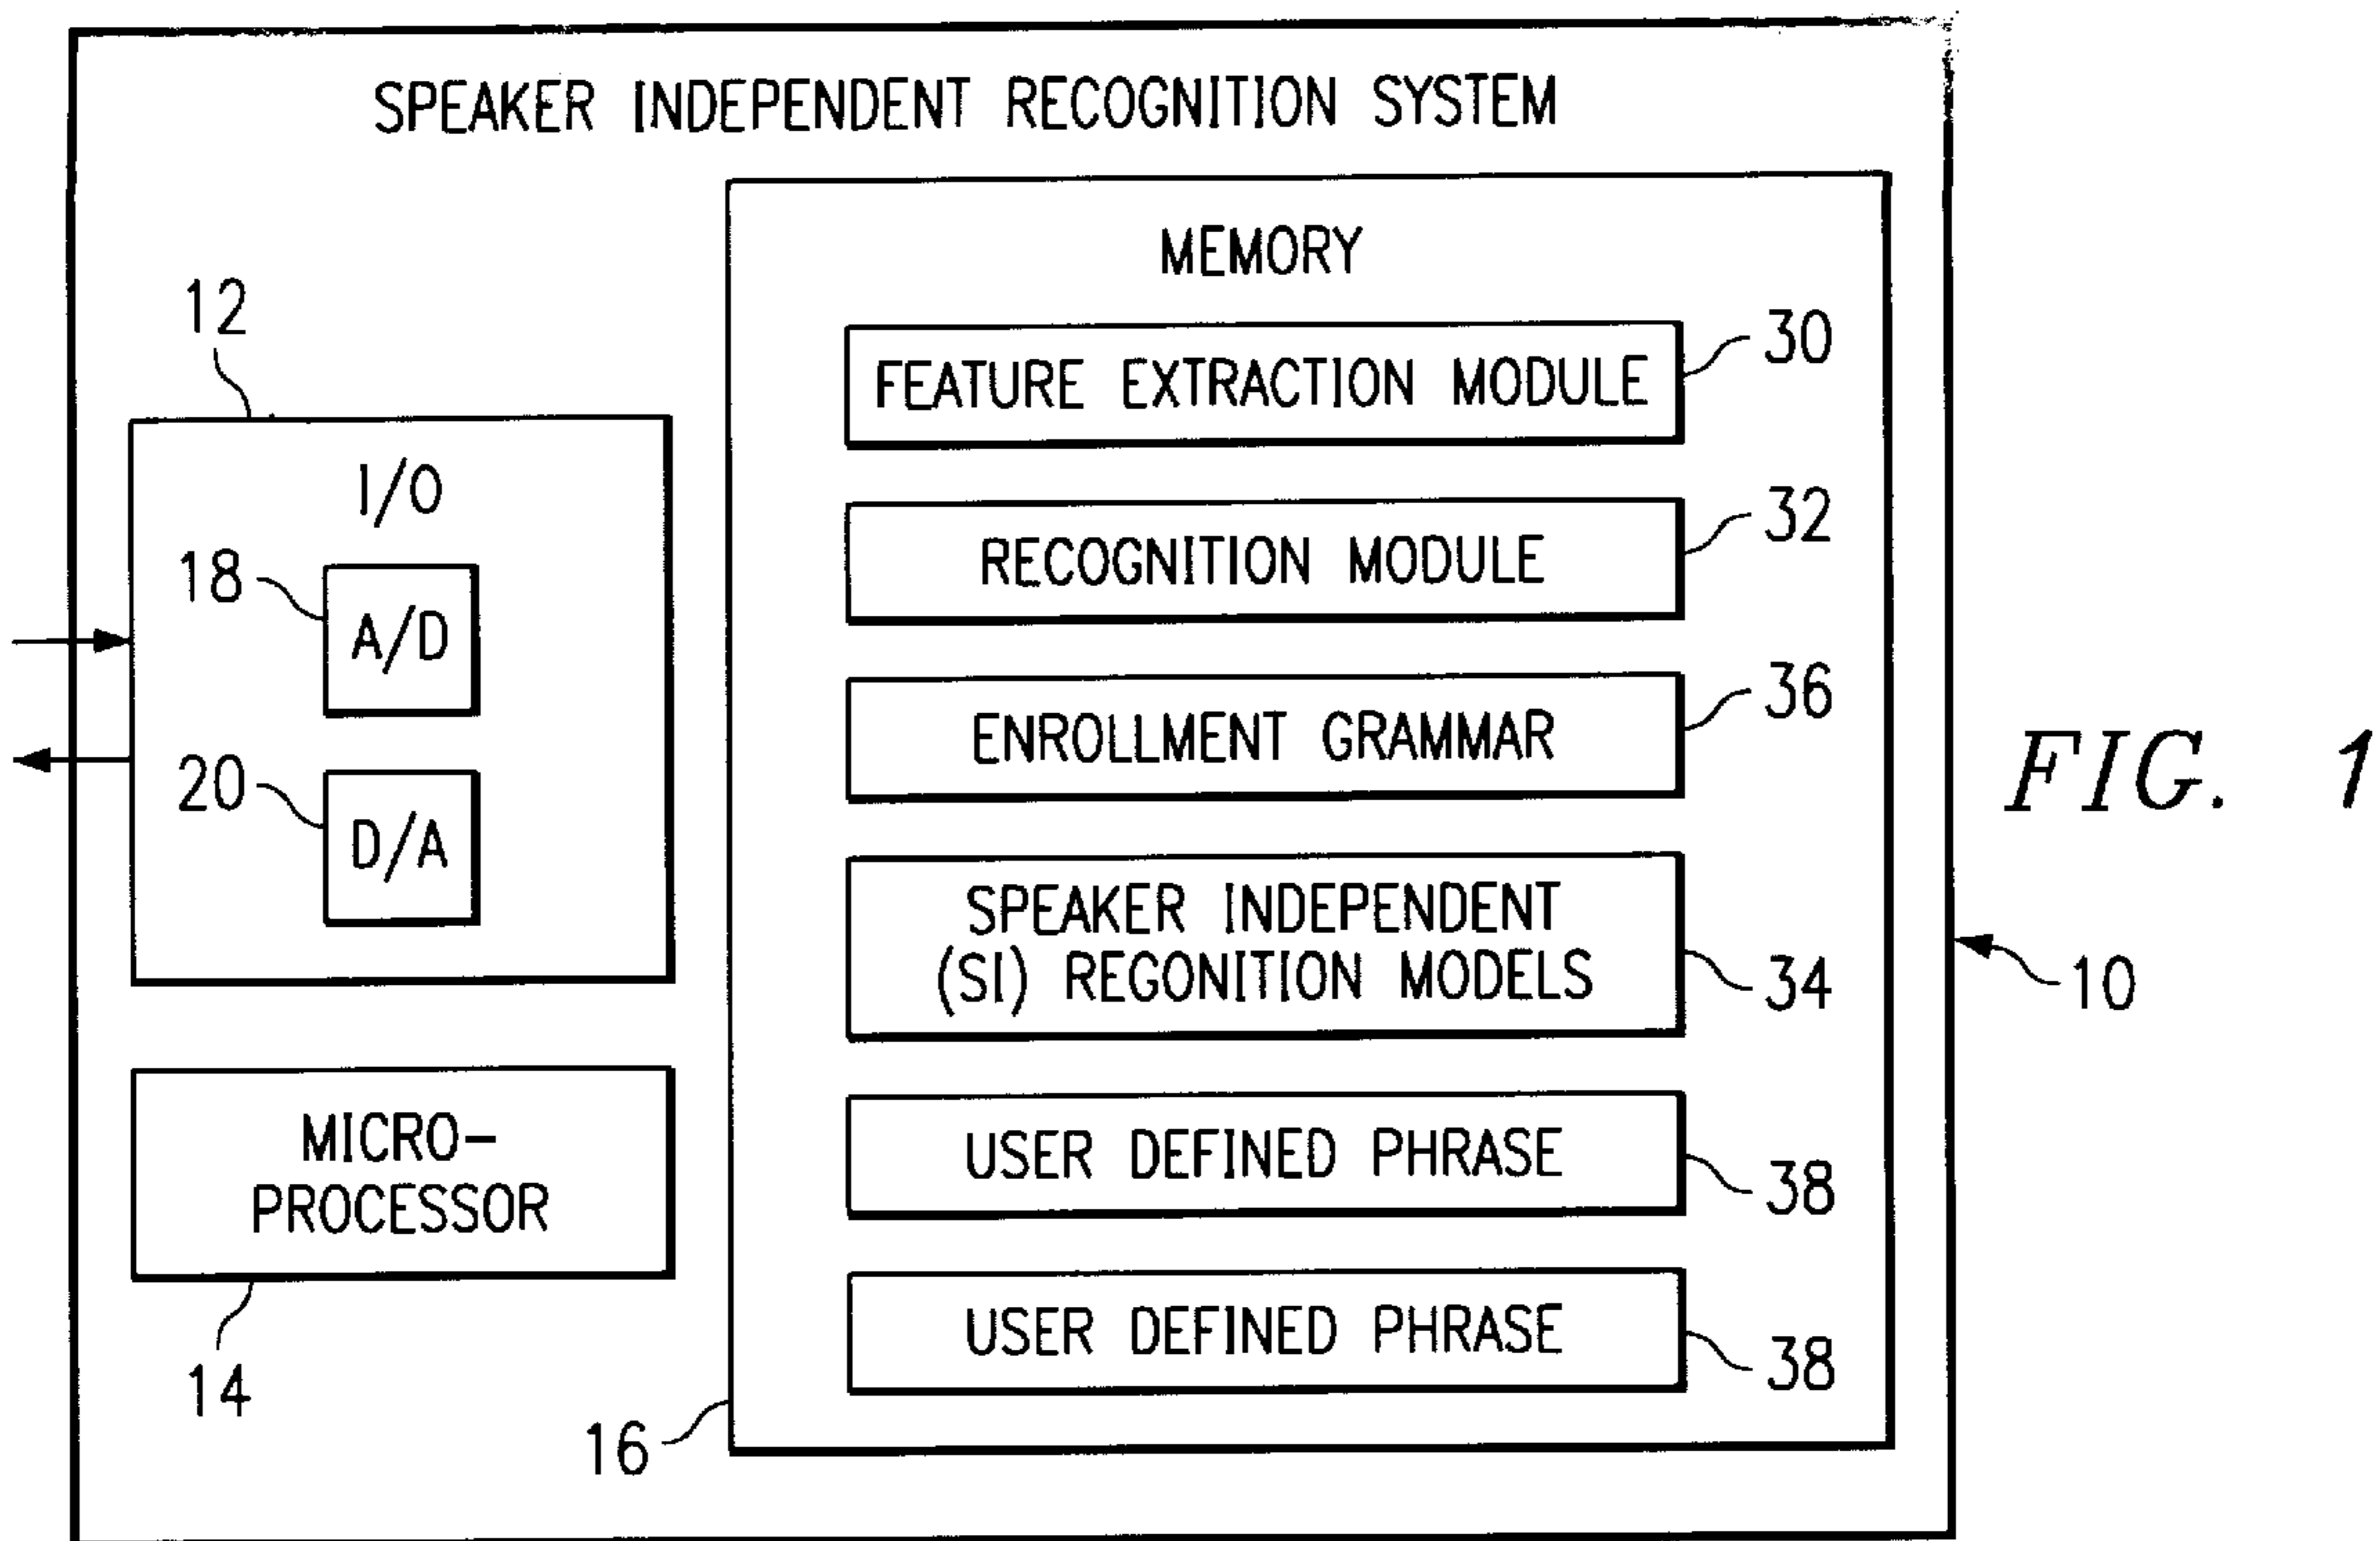 SPEAKER INDEPENDENT RECOGNITION SYSTEM
12
I/O
18
A/D
20
D/A
MICRO-
PROCESSOR
14
MEMORY
FEATURE EXTRACTION MODULE
30
RECOGNITION MODULE
32
ENROLLMENT GRAMMAR
36
SPEAKER INDEPENDENT
(SI) REGONITION MODELS
34
USER DEFINED PHRASE
38
USER DEFINED PHRASE
38
16
10
FIG. 1